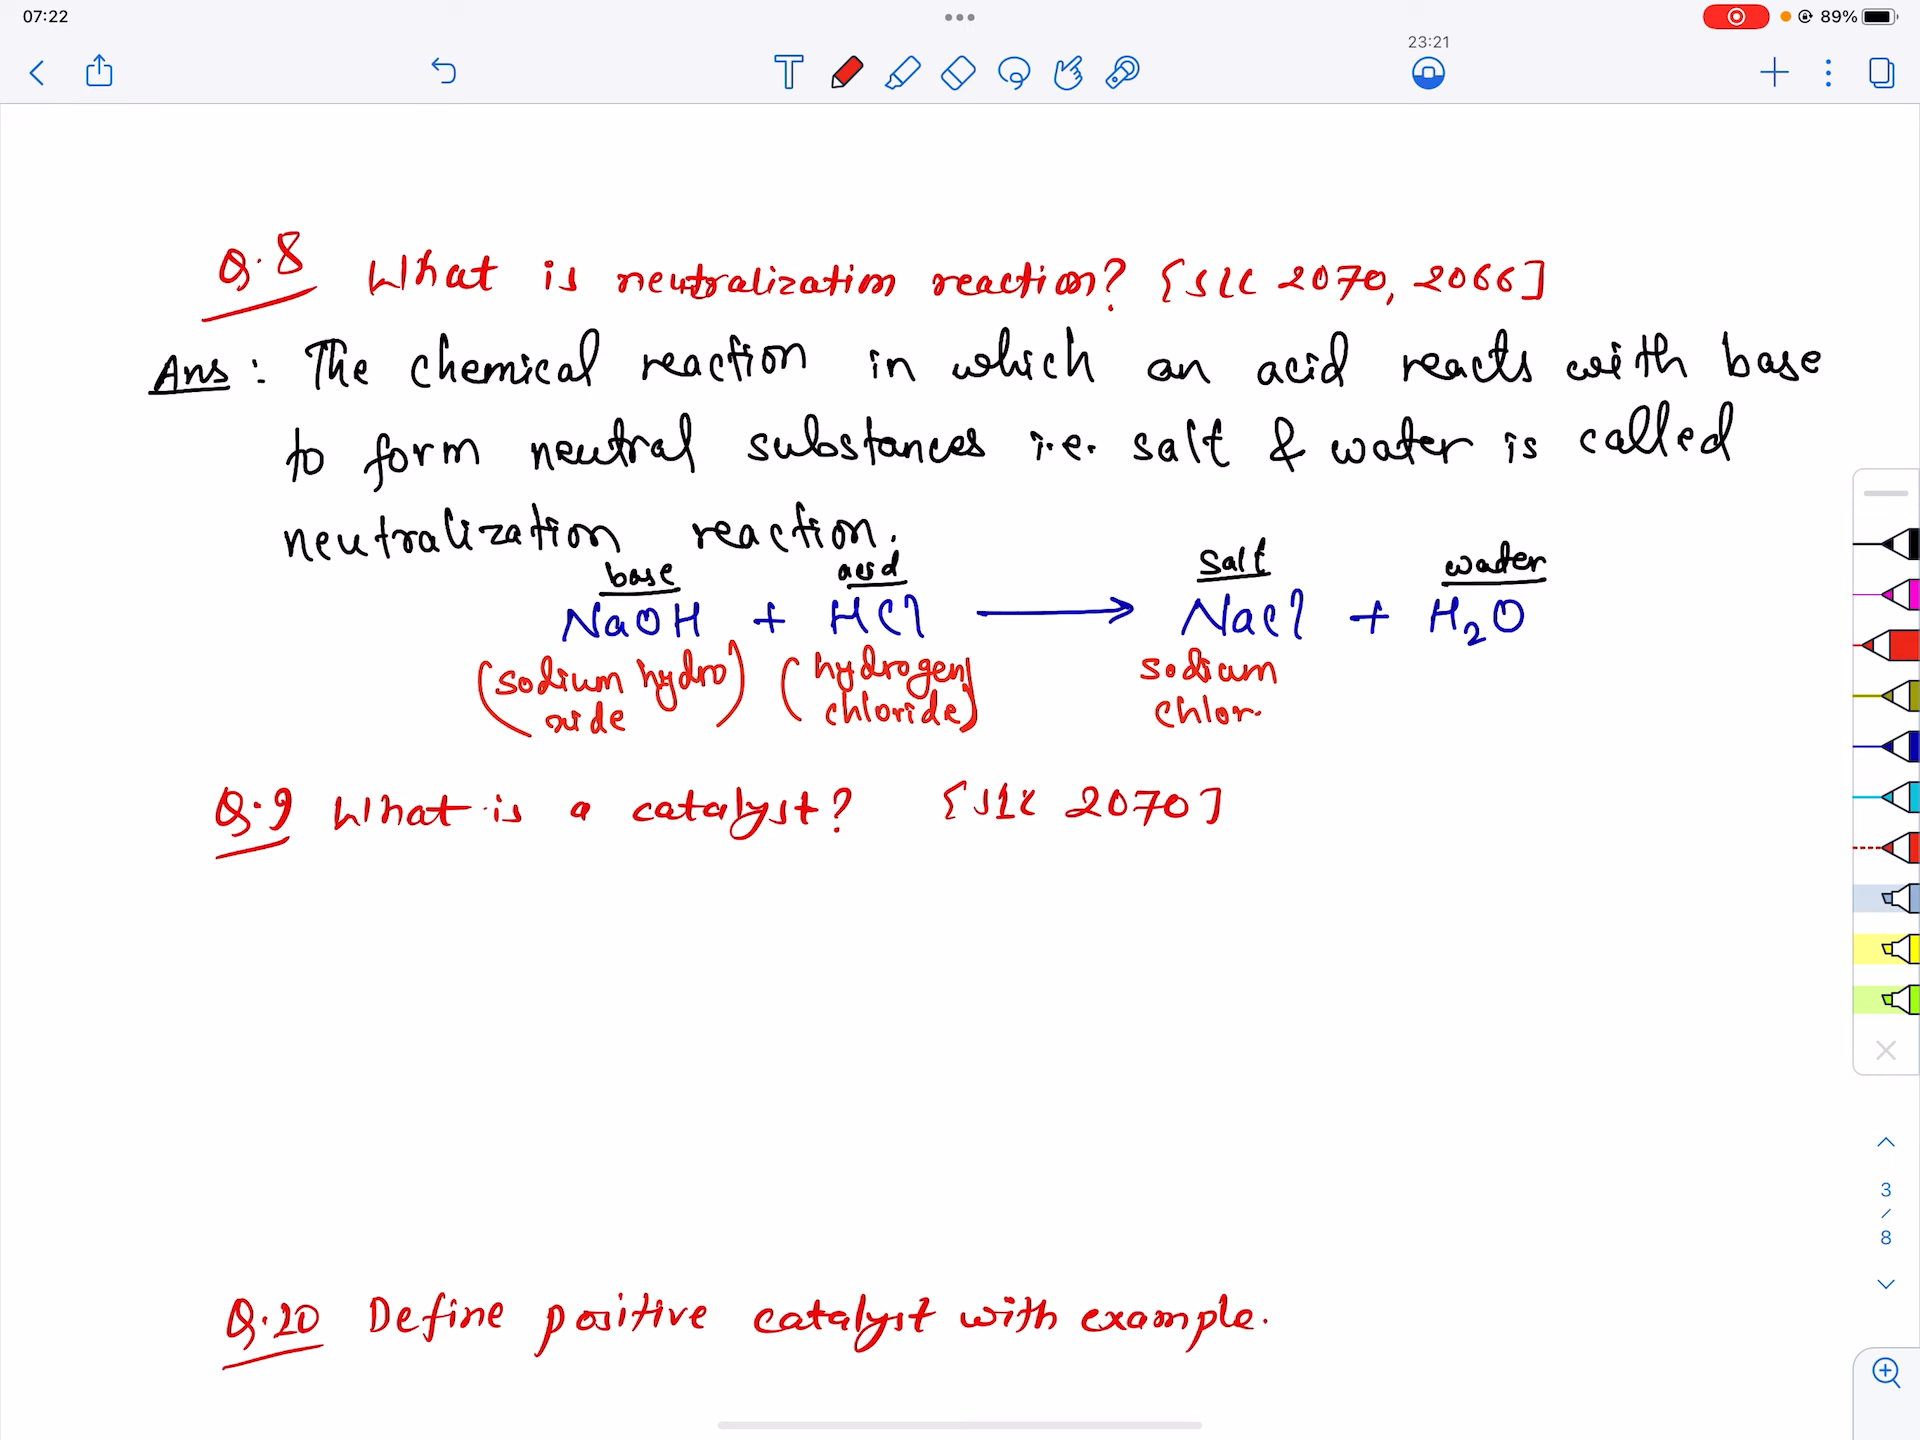 07:22
89%
23:21
Q.8 What is neutralization reaction? [SLC 2070, 2066]
Ans : The chemical reaction in which an acid reacts with base
to form neutral substances i.e. salt & water is called
neutralization reaction.
base acid salt water
NaOH + HCl → NaCl + H₂O
(sodium hydro) (hydrogen sodium
xide chloride) chlor.
Q.9 What is a catalyst? [SLC 2070]
3
/
8
Q.10 Define positive catalyst with example.